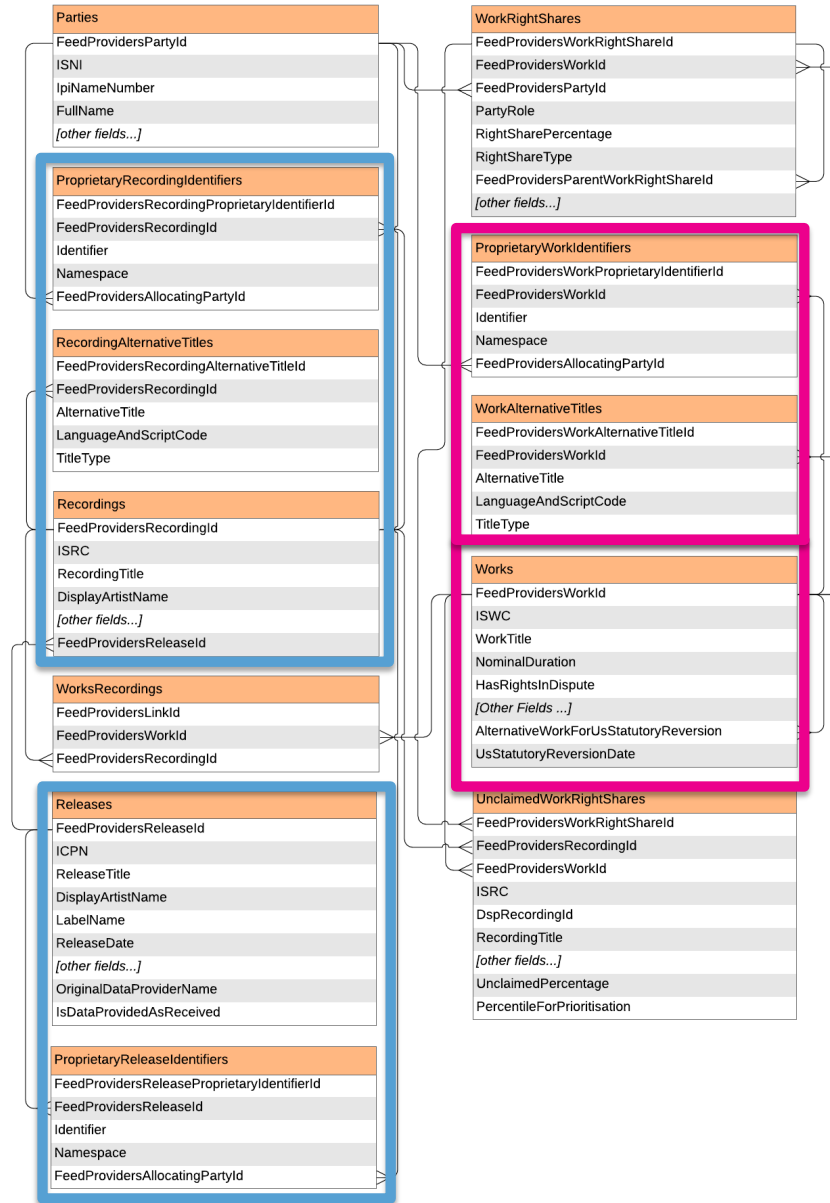 Parties
FeedProvidersPartyId
ISNI
IpiNameNumber
FullName
[other fields...]
ProprietaryRecordingIdentifiers
FeedProvidersRecordingProprietaryIdentifierId
FeedProvidersRecordingId
Identifier
Namespace
FeedProvidersAllocatingPartyId
RecordingAlternativeTitles
FeedProvidersRecordingAlternativeTitleId
FeedProvidersRecordingId
AlternativeTitle
LanguageAndScriptCode
TitleType
Recordings
FeedProvidersRecordingId
ISRC
RecordingTitle
DisplayArtistName
[other fields...]
FeedProvidersReleaseId
WorksRecordings
FeedProvidersLinkId
FeedProvidersWorkId
FeedProvidersRecordingId
Releases
FeedProvidersReleaseId
ICPN
ReleaseTitle
DisplayArtistName
LabelName
ReleaseDate
[other fields...]
OriginalDataProviderName
IsDataProvidedAsReceived
ProprietaryReleaseIdentifiers
FeedProvidersReleaseProprietaryIdentifierId
FeedProvidersReleaseId
Identifier
Namespace
FeedProvidersAllocatingPartyId
WorkRightShares
FeedProvidersWorkRightShareId
FeedProvidersWorkId
FeedProvidersPartyId
PartyRole
RightSharePercentage
RightShareType
FeedProvidersParentWorkRightShareId
[other fields...]
ProprietaryWorkIdentifiers
FeedProvidersWorkProprietaryIdentifierId
FeedProvidersWorkId
Identifier
Namespace
FeedProvidersAllocatingPartyId
WorkAlternativeTitles
FeedProvidersWorkAlternativeTitleId
FeedProvidersWorkId
AlternativeTitle
LanguageAndScriptCode
TitleType
Works
FeedProvidersWorkId
ISWC
WorkTitle
NominalDuration
HasRightsInDispute
[Other Fields ...]
AlternativeWorkForUsStatutoryReversion
UsStatutoryReversionDate
UnclaimedWorkRightShares
FeedProvidersWorkRightShareId
FeedProvidersRecordingId
FeedProvidersWorkId
ISRC
DspRecordingId
RecordingTitle
[other fields...]
UnclaimedPercentage
PercentileForPrioritisation